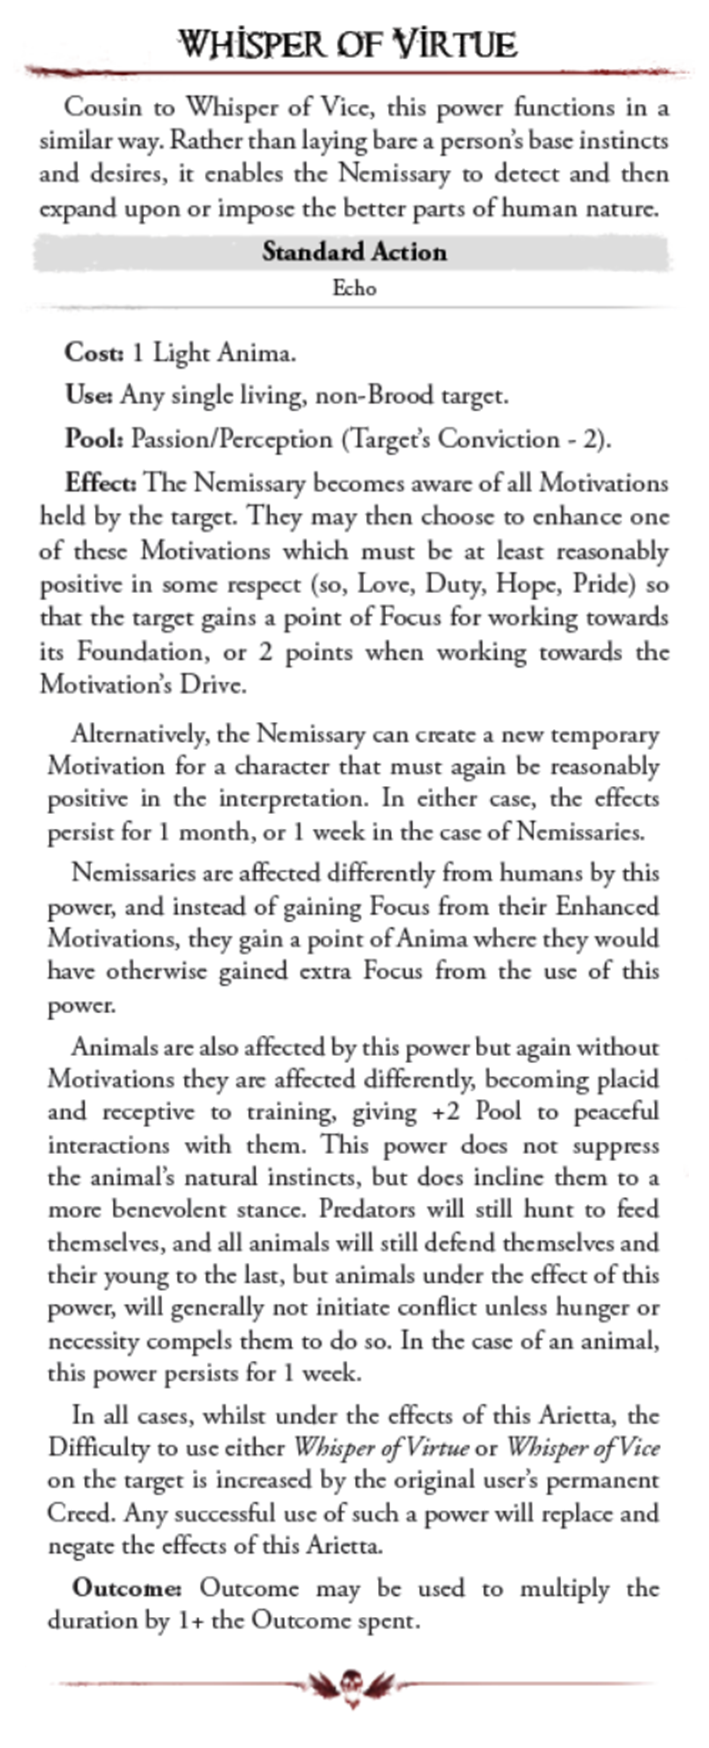 WHISPER OF VIRTUE
Cousin to Whisper of Vice, this power functions in a
similar way. Rather than laying bare a person's base instincts
and desires, it enables the Nemissary to detect and then
expand upon or impose the better parts of human nature.
Standard Action
Echo
Cost: 1 Light Anima.
Use: Any single living, non-Brood target.
Pool: Passion/Perception (Target's Conviction - 2).
Effect: The Nemissary becomes aware of all Motivations
held by the target. They may then choose to enhance one
of these Motivations which must be at least reasonably
positive in some respect (so, Love, Duty, Hope, Pride) so
that the target gains a point of Focus for working towards
its Foundation, or 2 points when working towards the
Motivation's Drive.
Alternatively, the Nemissary can create a new temporary
Motivation for a character that must again be reasonably
positive in the interpretation. In either case, the effects
persist for 1 month, or 1 week in the case of Nemissaries.
Nemissaries are affected differently from humans by this
power, and instead of gaining Focus from their Enhanced
Motivations, they gain a point of Anima where they would
have otherwise gained extra Focus from the use of this
power.
Animals are also affected by this power but again without
Motivations they are affected differently, becoming placid
and receptive to training, giving +2 Pool to peaceful
interactions with them. This power does not suppress
the animal's natural instincts, but does incline them to a
more benevolent stance. Predators will still hunt to feed
themselves, and all animals will still defend themselves and
their young to the last, but animals under the effect of this
power, will generally not initiate conflict unless hunger or
necessity compels them to do so. In the case of an animal,
this power persists for 1 week.
In all cases, whilst under the effects of this Arietta, the
Difficulty to use either Whisper of Virtue or Whisper of Vice
on the target is increased by the original user's permanent
Creed. Any successful use of such a power will replace and
negate the effects of this Arietta.
Outcome: Outcome may be used to multiply the
duration by 1+ the Outcome spent.